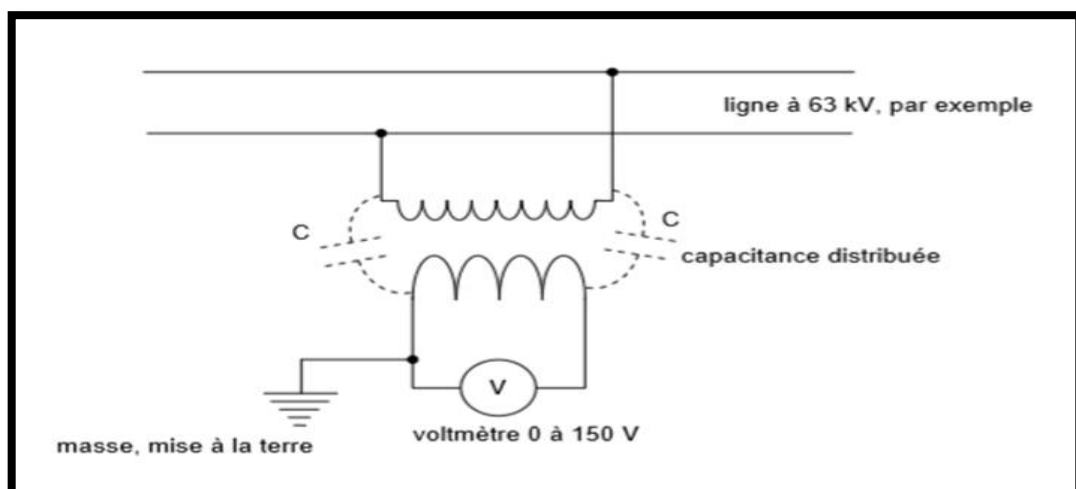 ligne à 63 kV, par exemple
C
C
capacitance distribuée
V
voltmètre 0 à 150 V
masse, mise à la terre